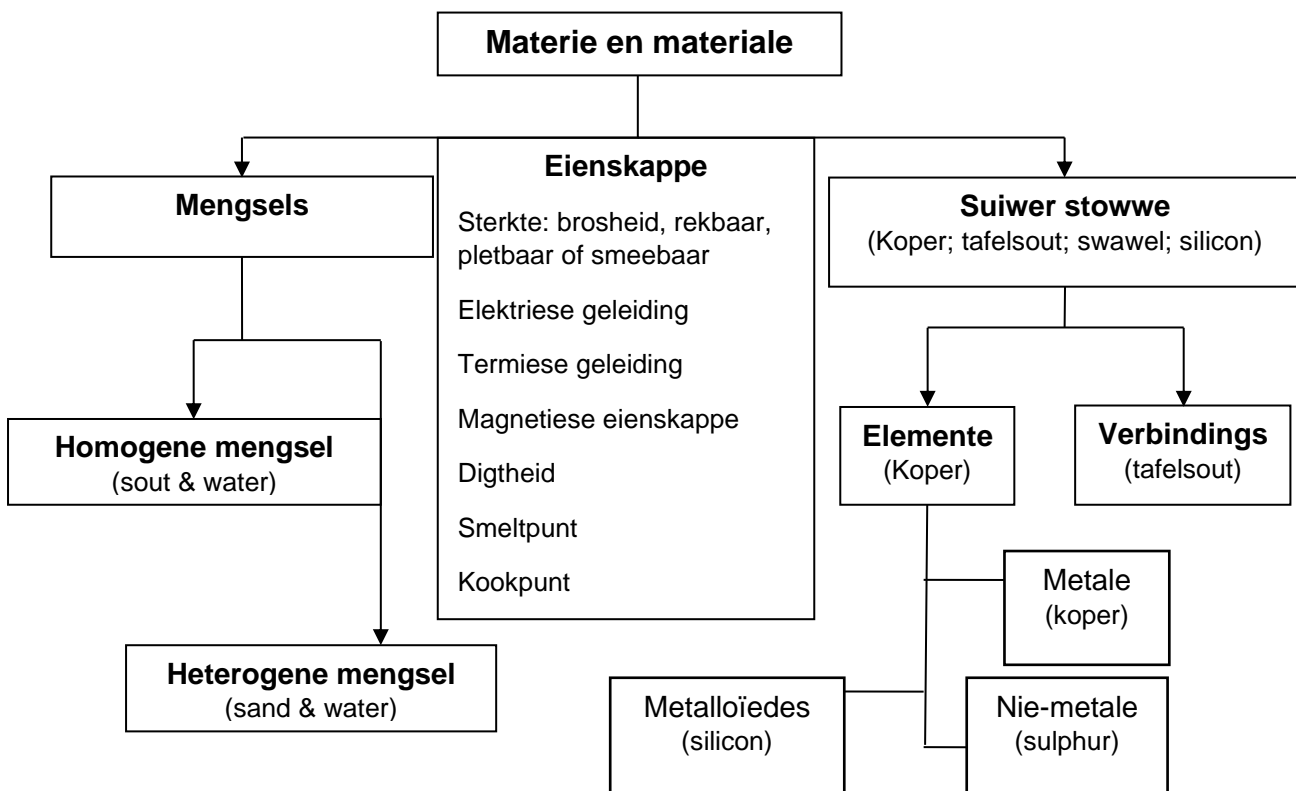 Materie en materiale
Mengsels
Homogene mengsel
(sout & water)
Heterogene mengsel
(sand & water)
Eienskappe
Sterkte: brosheid, rekbaar,
pletbaar of smeebaar
Elektriese geleiding
Termiese geleiding
Magnetiese eienskappe
Digtheid
Smeltpunt
Kookpunt
Suiwer stowwe
(Koper; tafelsout; swawel; silicon)
Elemente
(Koper)
Verbindings
(tafelsout)
Metale
(koper)
Metalloïedes
(silicon)
Nie-metale
(sulphur)